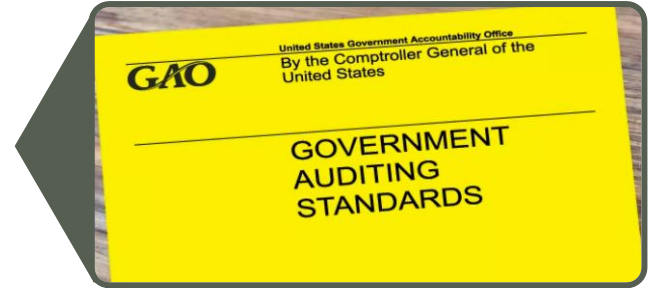 United States Government Accountability Office
GAO
By the Comptroller General of the
United States
GOVERNMENT
AUDITING
STANDARDS